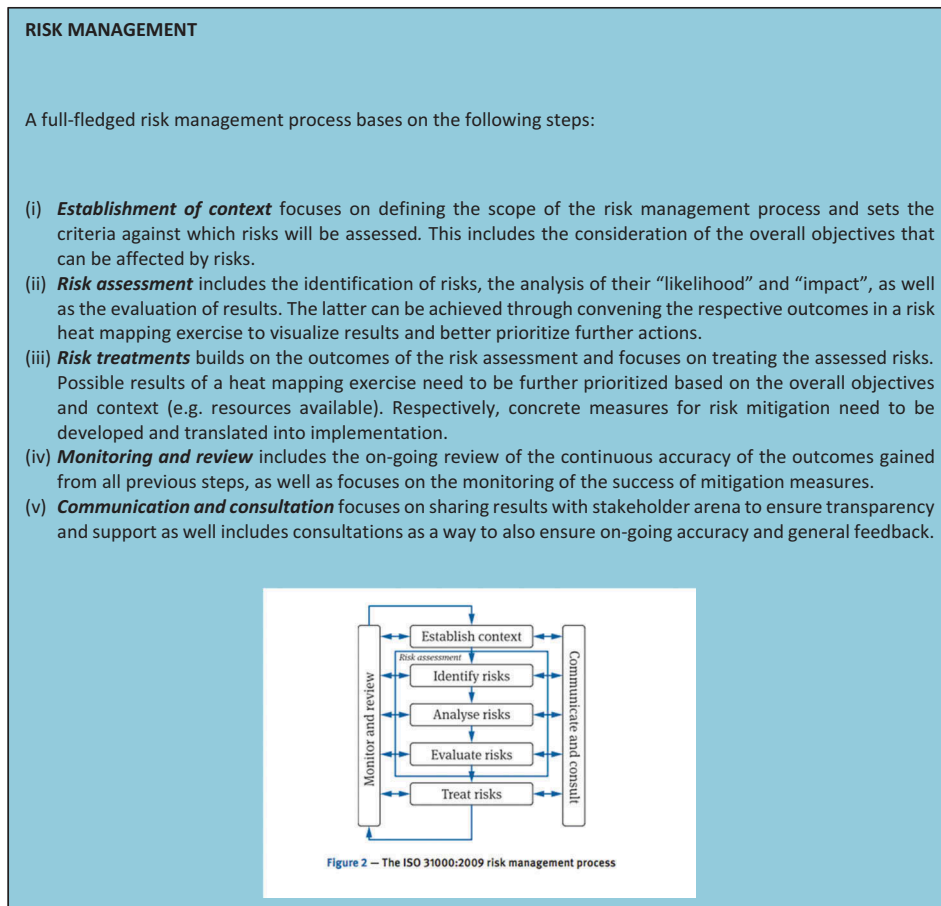 RISK MANAGEMENT
A full-fledged risk management process bases on the following steps:
(i) Establishment of context focuses on defining the scope of the risk management process and sets the
criteria against which risks will be assessed. This includes the consideration of the overall objectives that
can be affected by risks.
(ii) Risk assessment includes the identification of risks, the analysis of their “likelihood” and “impact”, as well
as the evaluation of results. The latter can be achieved through convening the respective outcomes in a risk
heat mapping exercise to visualize results and better prioritize further actions.
(iii) Risk treatments builds on the outcomes of the risk assessment and focuses on treating the assessed risks.
Possible results of a heat mapping exercise need to be further prioritized based on the overall objectives
and context (e.g. resources available). Respectively, concrete measures for risk mitigation need to be
developed and translated into implementation.
(iv) Monitoring and review includes the on-going review of the continuous accuracy of the outcomes gained
from all previous steps, as well as focuses on the monitoring of the success of mitigation measures.
(v) Communication and consultation focuses on sharing results with stakeholder arena to ensure transparency
and support as well includes consultations as a way to also ensure on-going accuracy and general feedback.
Monitor and review
Establish context
Risk assessment
Identify risks
Analyse risks
Evaluate risks
Treat risks
Communicate and consult
Figure 2 — The ISO 31000:2009 risk management process